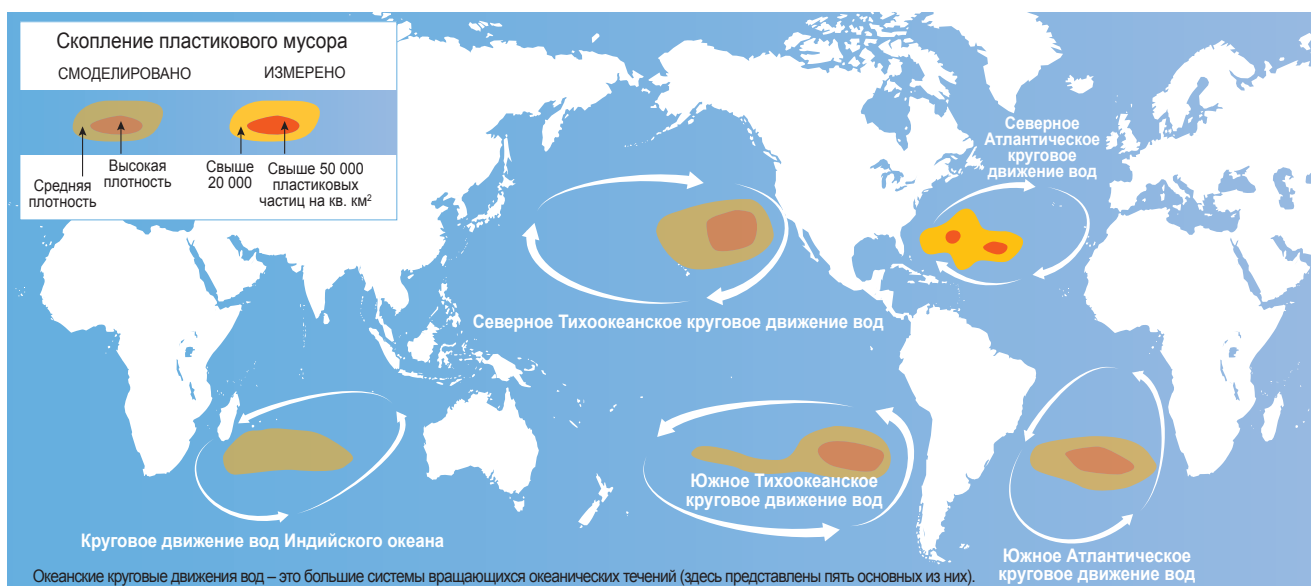 Скопление пластикового мусора
СМОДЕЛИРОВАНО
ИЗМЕРЕНО
Средняя
плотность
Высокая
плотность
Свыше
20 000
Свыше 50 000
пластиковых
частиц на кв. км²
Северное
Атлантическое
круговое
движение вод
Северное Тихоокеанское круговое движение вод
Южное Тихоокеанское
круговое движение вод
Круговое движение вод Индийского океана
Южное Атлантическое
круговое движение вод
Океанские круговые движения вод – это большие системы вращающихся океанических течений (здесь представлены пять основных из них).